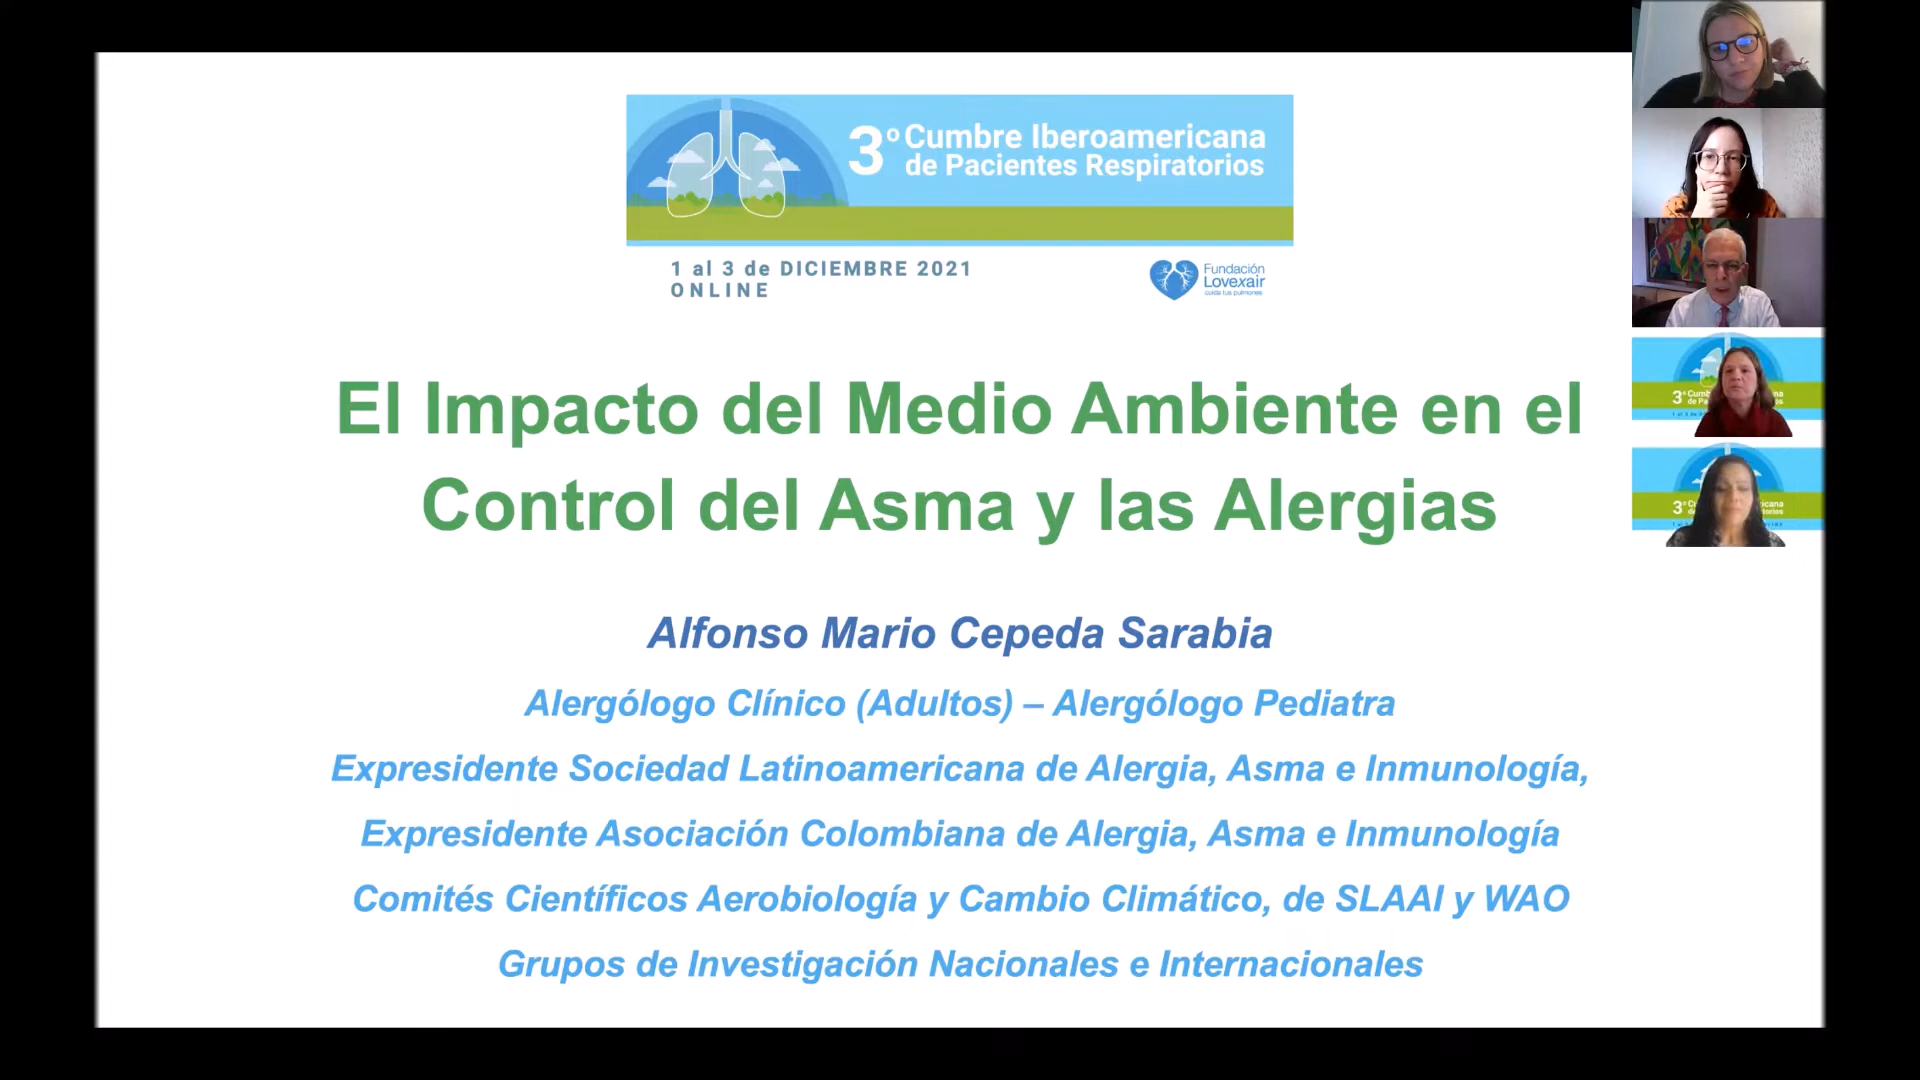 3º Cumbre Iberoamericana
de Pacientes Respiratorios
1 al 3 de DICIEMBRE 2021
ONLINE
Fundación
Lovexair
cuida tus pulmones
El Impacto del Medio Ambiente en el
Control del Asma y las Alergias
Alfonso Mario Cepeda Sarabia
Alergólogo Clínico (Adultos) – Alergólogo Pediatra
Expresidente Sociedad Latinoamericana de Alergia, Asma e Inmunología,
Expresidente Asociación Colombiana de Alergia, Asma e Inmunología
Comités Científicos Aerobiología y Cambio Climático, de SLAAI y WAO
Grupos de Investigación Nacionales e Internacionales